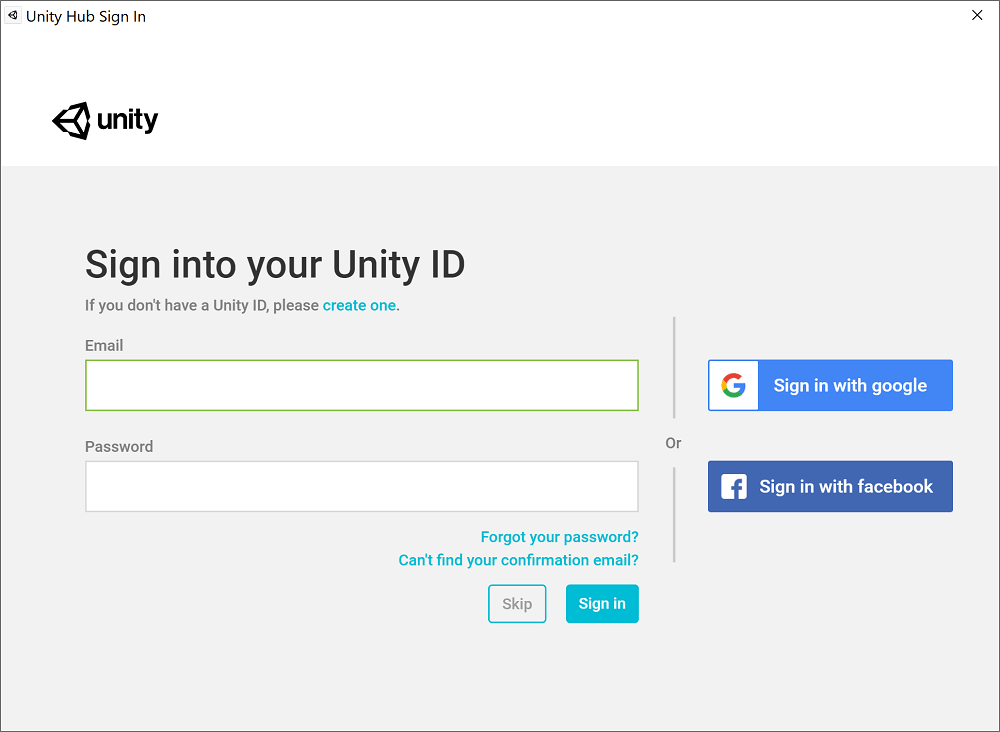 Unity Hub Sign In
unity
Sign into your Unity ID
If you don't have a Unity ID, please create one.
Email
Password
Forgot your password?
Can't find your confirmation email?
Skip
Sign in
Or
Sign in with google
Sign in with facebook